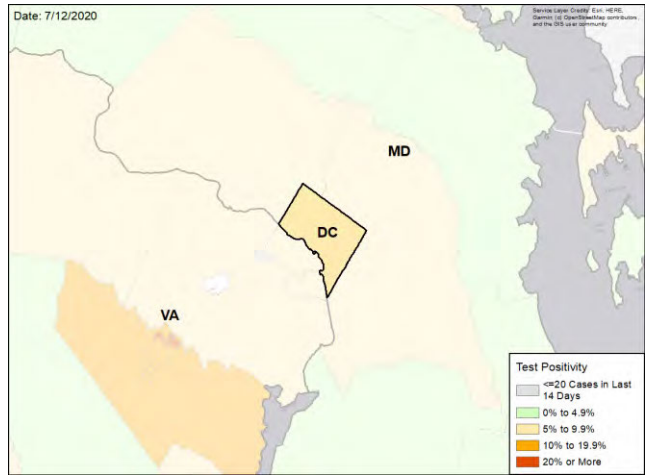 Date: 7/12/2020
Service Layer Credits: Esri, HERE,
Garmin, (c) OpenStreetMap contributors,
and the GIS user community
MD
DC
VA
Test Positivity
<=20 Cases in Last
14 Days
0% to 4.9%
5% to 9.9%
10% to 19.9%
20% or More